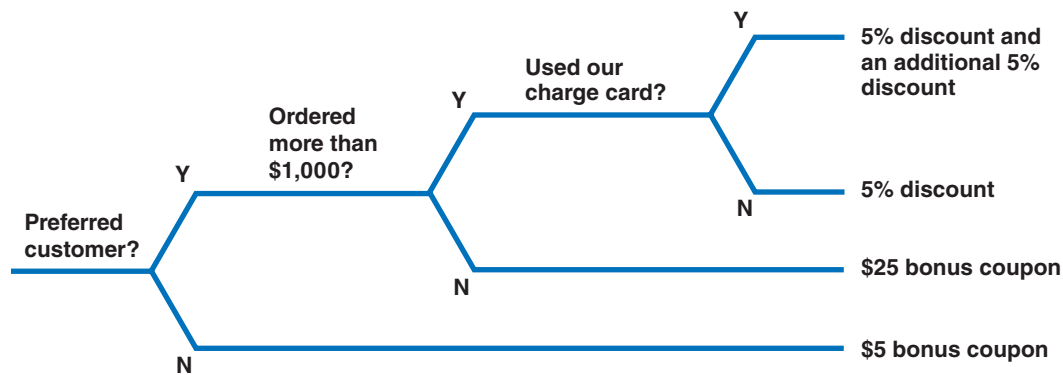 Preferred
customer?
Y
N
Ordered
more than
$1,000?
Y
N
Used our
charge card?
Y
N
5% discount and
an additional 5%
discount
5% discount
$25 bonus coupon
$5 bonus coupon